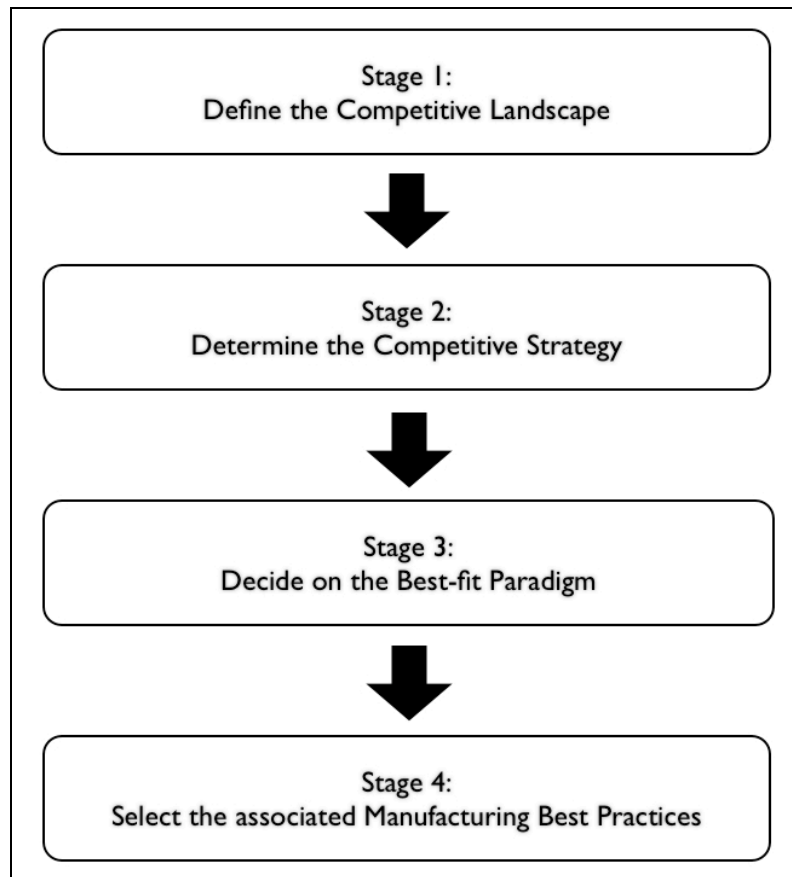 Stage 1:
Define the Competitive Landscape
Stage 2:
Determine the Competitive Strategy
Stage 3:
Decide on the Best-fit Paradigm
Stage 4:
Select the associated Manufacturing Best Practices